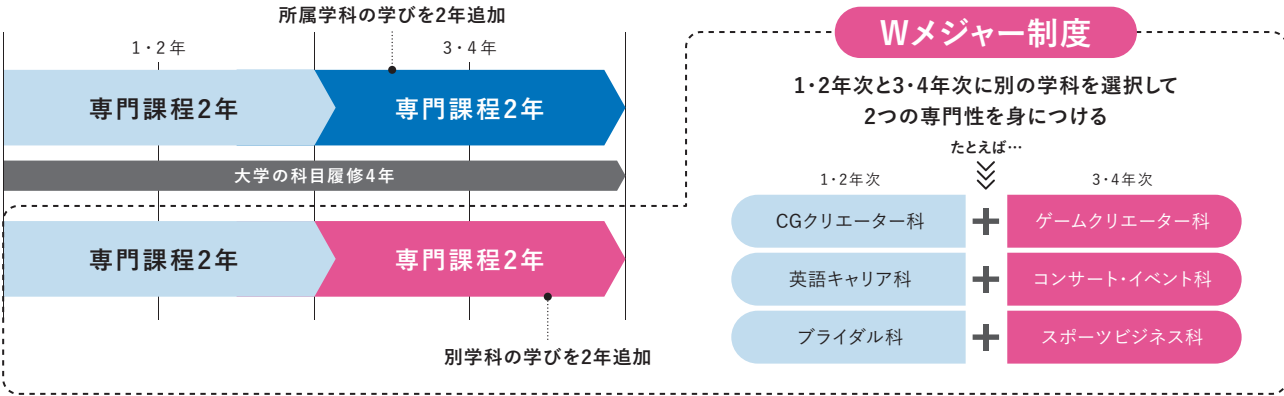 所属学科の学びを2年追加
1・2年
3・4年
専門課程2年
専門課程2年
大学の科目履修4年
専門課程2年
専門課程2年
別学科の学びを2年追加
Wメジャー制度
1・2年次と3・4年次に別の学科を選択して
2つの専門性を身につける
たとえば…
1・2年次
3・4年次
CGクリエーター科
+
ゲームクリエーター科
英語キャリア科
+
コンサート・イベント科
ブライダル科
+
スポーツビジネス科